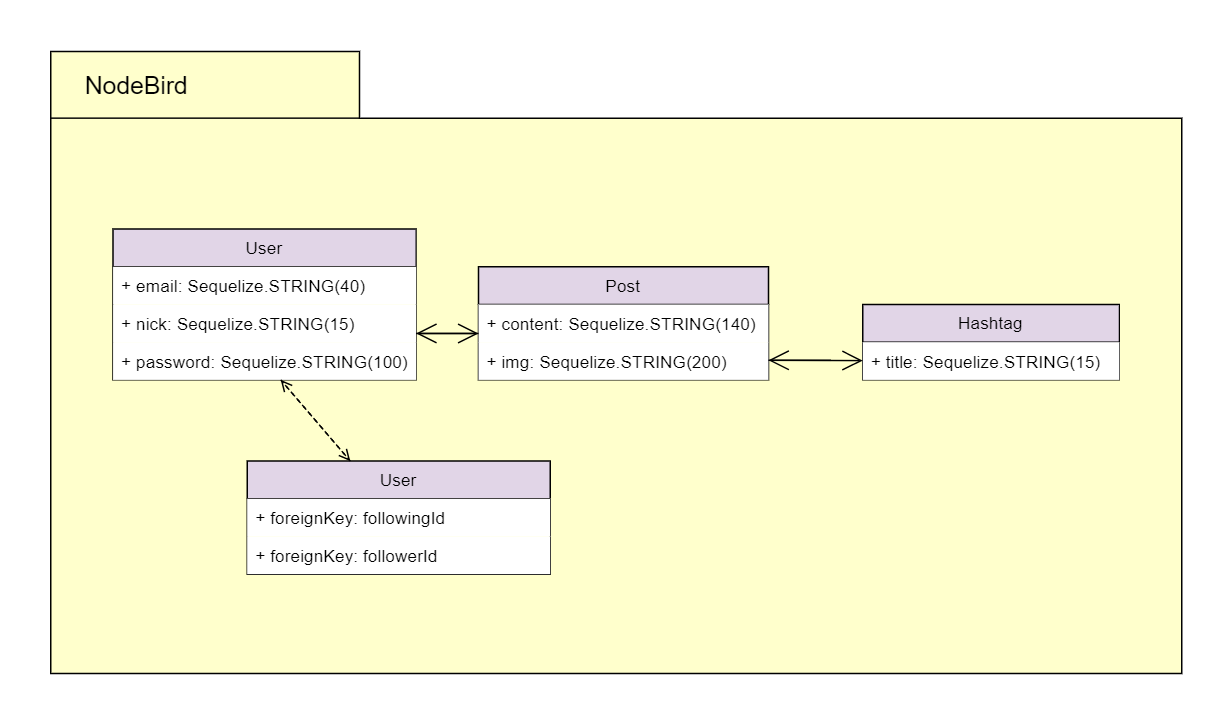 NodeBird
User
+ email: Sequelize.STRING(40)
+ nick: Sequelize.STRING(15)
+ password: Sequelize.STRING(100)
Post
+ content: Sequelize.STRING(140)
+ img: Sequelize.STRING(200)
Hashtag
+ title: Sequelize.STRING(15)
User
+ foreignKey: followingId
+ foreignKey: followerId